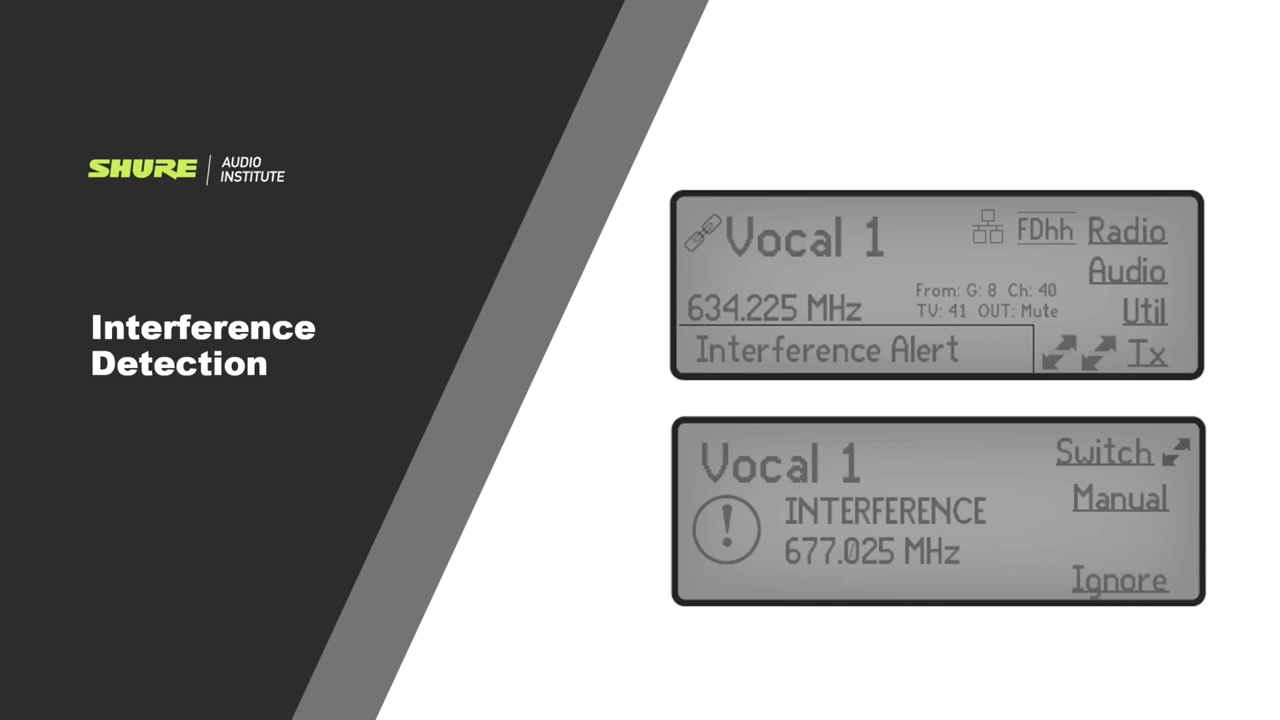 SHURE AUDIO INSTITUTE
Interference
Detection
Vocal 1 FDhh Radio
Audio
634.225 MHz From: G: 8 Ch: 40
TV: 41 OUT: Mute Util
Interference Alert Tx
Vocal 1 Switch
INTERFERENCE Manual
677.025 MHz
Ignore